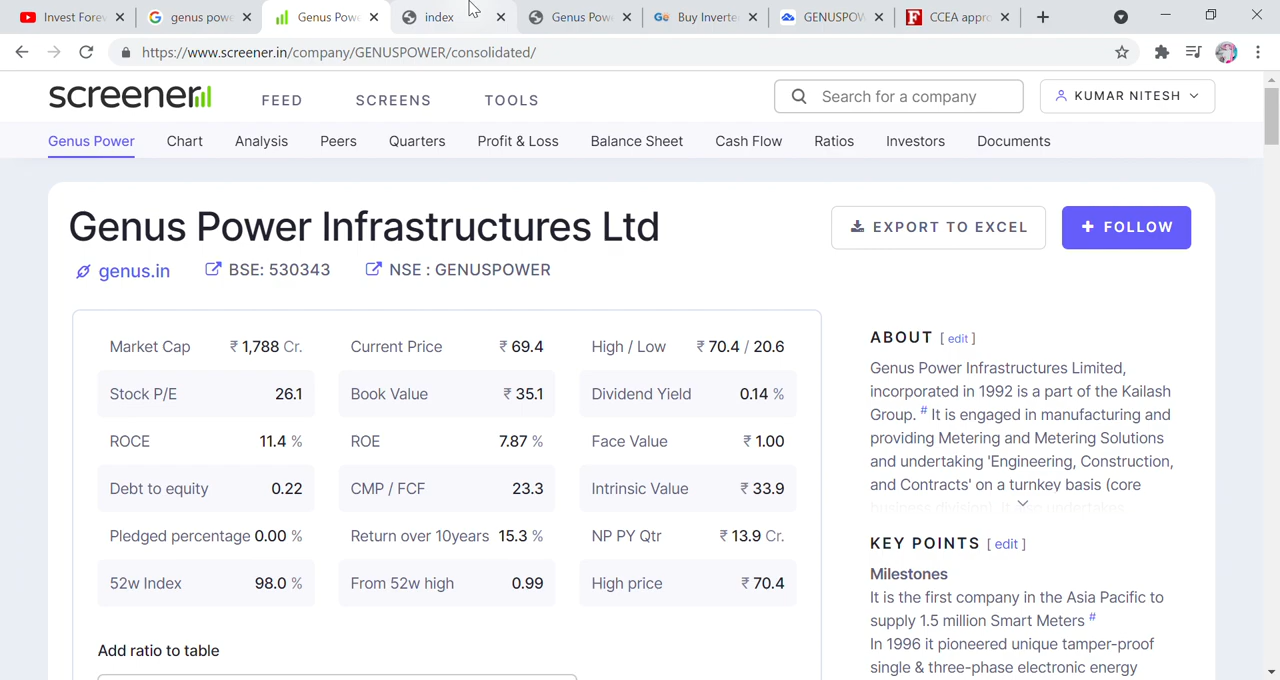 Invest Forev
genus powe
Genus Powe
index
Genus Powe
Buy Inverte
GENUSPOW
CCEA appro
https://www.screener.in/company/GENUSPOWER/consolidated/
screener
FEED SCREENS TOOLS
Search for a company
KUMAR NITESH
Genus Power Chart Analysis Peers Quarters Profit & Loss Balance Sheet Cash Flow Ratios Investors Documents
Genus Power Infrastructures Ltd
EXPORT TO EXCEL
+ FOLLOW
genus.in BSE: 530343 NSE : GENUSPOWER
Market Cap ₹ 1,788 Cr. Current Price ₹ 69.4 High / Low ₹ 70.4 / 20.6
Stock P/E 26.1 Book Value ₹ 35.1 Dividend Yield 0.14 %
ROCE 11.4 % ROE 7.87 % Face Value ₹ 1.00
Debt to equity 0.22 CMP / FCF 23.3 Intrinsic Value ₹ 33.9
Pledged percentage 0.00 % Return over 10years 15.3 % NP PY Qtr ₹ 13.9 Cr.
52w Index 98.0 % From 52w high 0.99 High price ₹ 70.4
Add ratio to table
ABOUT [ edit ]
Genus Power Infrastructures Limited,
incorporated in 1992 is a part of the Kailash
Group. # It is engaged in manufacturing and
providing Metering and Metering Solutions
and undertaking 'Engineering, Construction,
and Contracts' on a turnkey basis (core
business division). It also undertakes
KEY POINTS [ edit ]
Milestones
It is the first company in the Asia Pacific to
supply 1.5 million Smart Meters #
In 1996 it pioneered unique tamper-proof
single & three-phase electronic energy